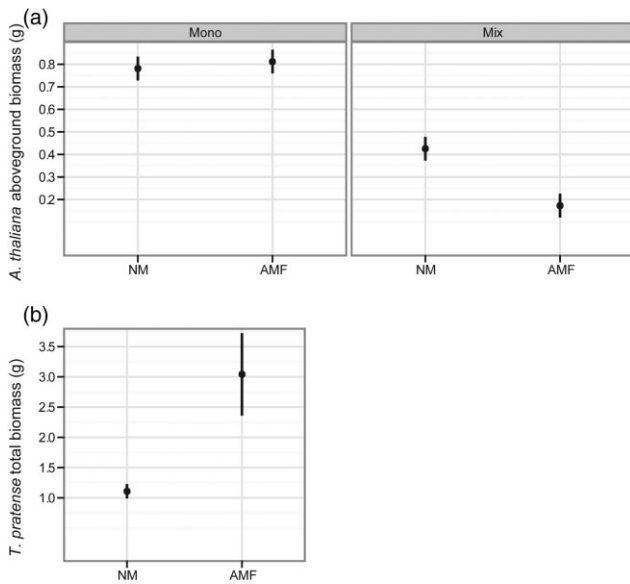 (a)
Mono
Mix
A. thaliana aboveground biomass (g)
0.8
0.7
0.6
0.5
0.4
0.2
NM
AMF
NM
AMF
(b)
T. pratense total biomass (g)
3.5
3.0
2.5
2.0
1.5
1.0
NM
AMF